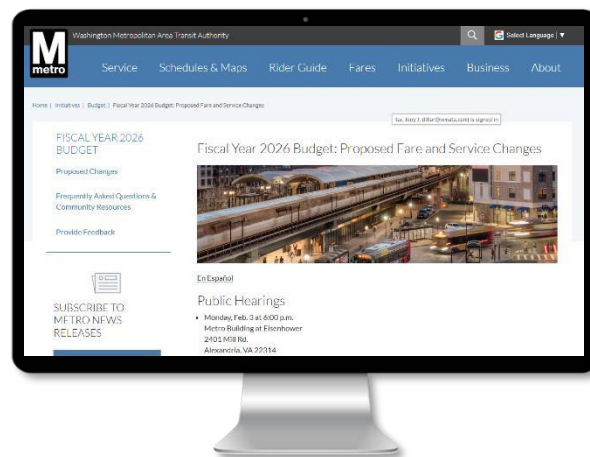 Washington Metropolitan Area Transit Authority
Select Language | ▼
M
metro
Service Schedules & Maps Rider Guide Fares Initiatives Business About
Home | Initiatives | Budget | Fiscal Year 2026 Budget: Proposed Fare and Service Changes
is signed in
FISCAL YEAR 2026
BUDGET
Proposed Changes
Frequently Asked Questions &
Community Resources
Provide Feedback
SUBSCRIBE TO
METRO NEWS
RELEASES
Fiscal Year 2026 Budget: Proposed Fare and Service Changes
En Español
Public Hearings
• Monday, Feb. 3 at 6:00 p.m.
Metro Building at Eisenhower
2401 Mill Rd.
Alexandria, VA 22314